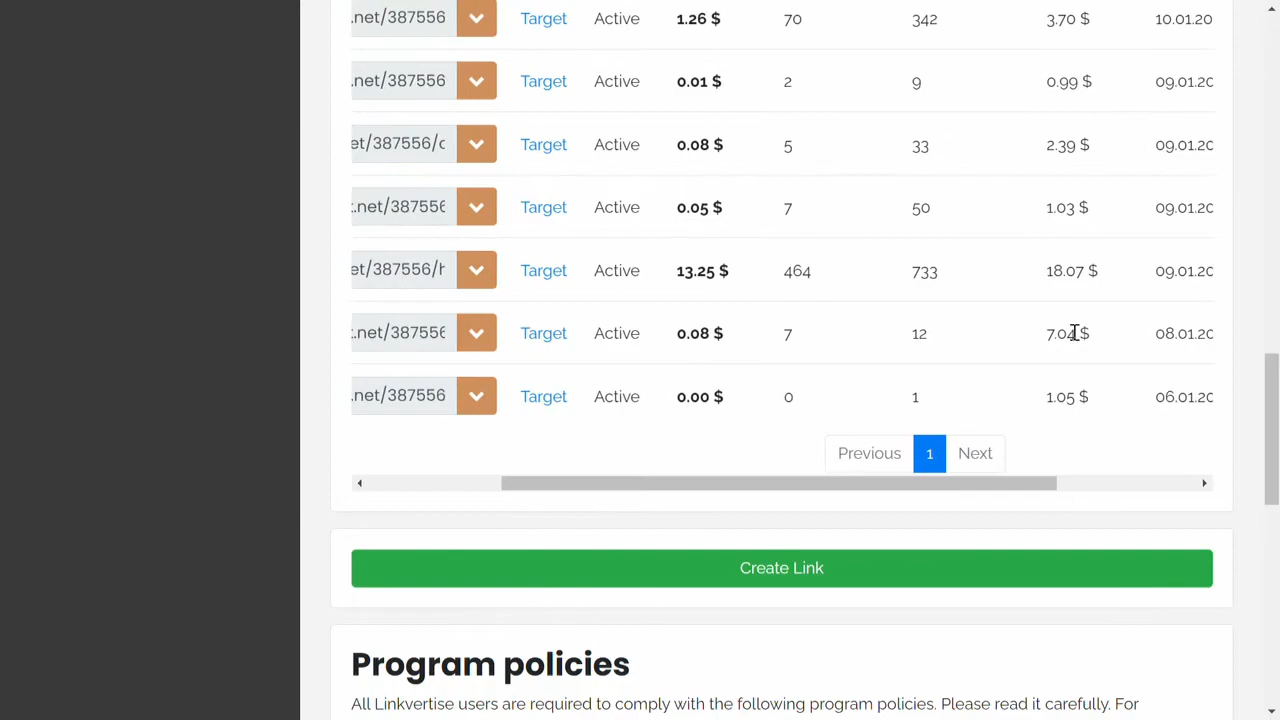 .net/387556 Target Active 1.26 $ 70 342 3.70 $ 10.01.20
.net/387556 Target Active 0.01 $ 2 9 0.99 $ 09.01.20
et/387556/c Target Active 0.08 $ 5 33 2.39 $ 09.01.20
.net/387556 Target Active 0.05 $ 7 50 1.03 $ 09.01.20
et/387556/h Target Active 13.25 $ 464 733 18.07 $ 09.01.20
.net/387556 Target Active 0.08 $ 7 12 7.04 $ 08.01.20
.net/387556 Target Active 0.00 $ 0 1 1.05 $ 06.01.20
Previous 1 Next
Create Link
Program policies
All Linkvertise users are required to comply with the following program policies. Please read it carefully. For